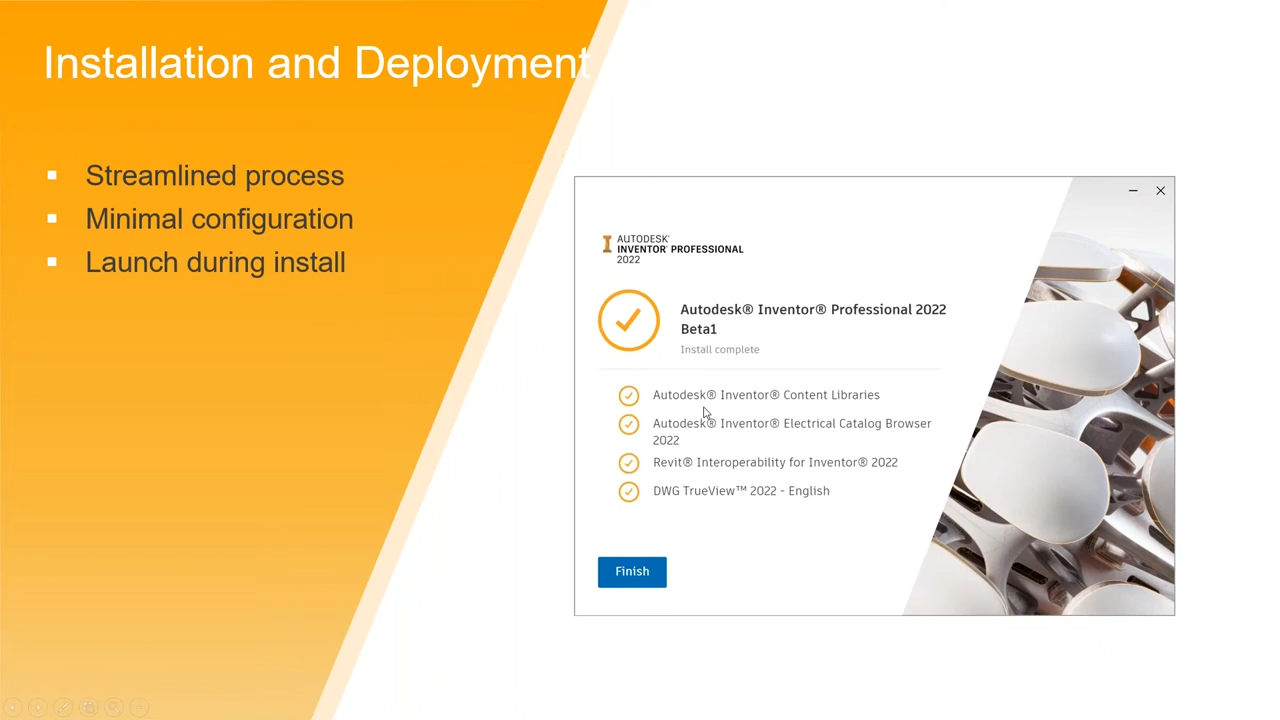 Installation and Deployment
▪ Streamlined process
▪ Minimal configuration
▪ Launch during install
AUTODESK®
INVENTOR® PROFESSIONAL
2022
Autodesk® Inventor® Professional 2022
Beta1
Install complete
Autodesk® Inventor® Content Libraries
Autodesk® Inventor® Electrical Catalog Browser
2022
Revit® Interoperability for Inventor® 2022
DWG TrueView™ 2022 - English
Finish